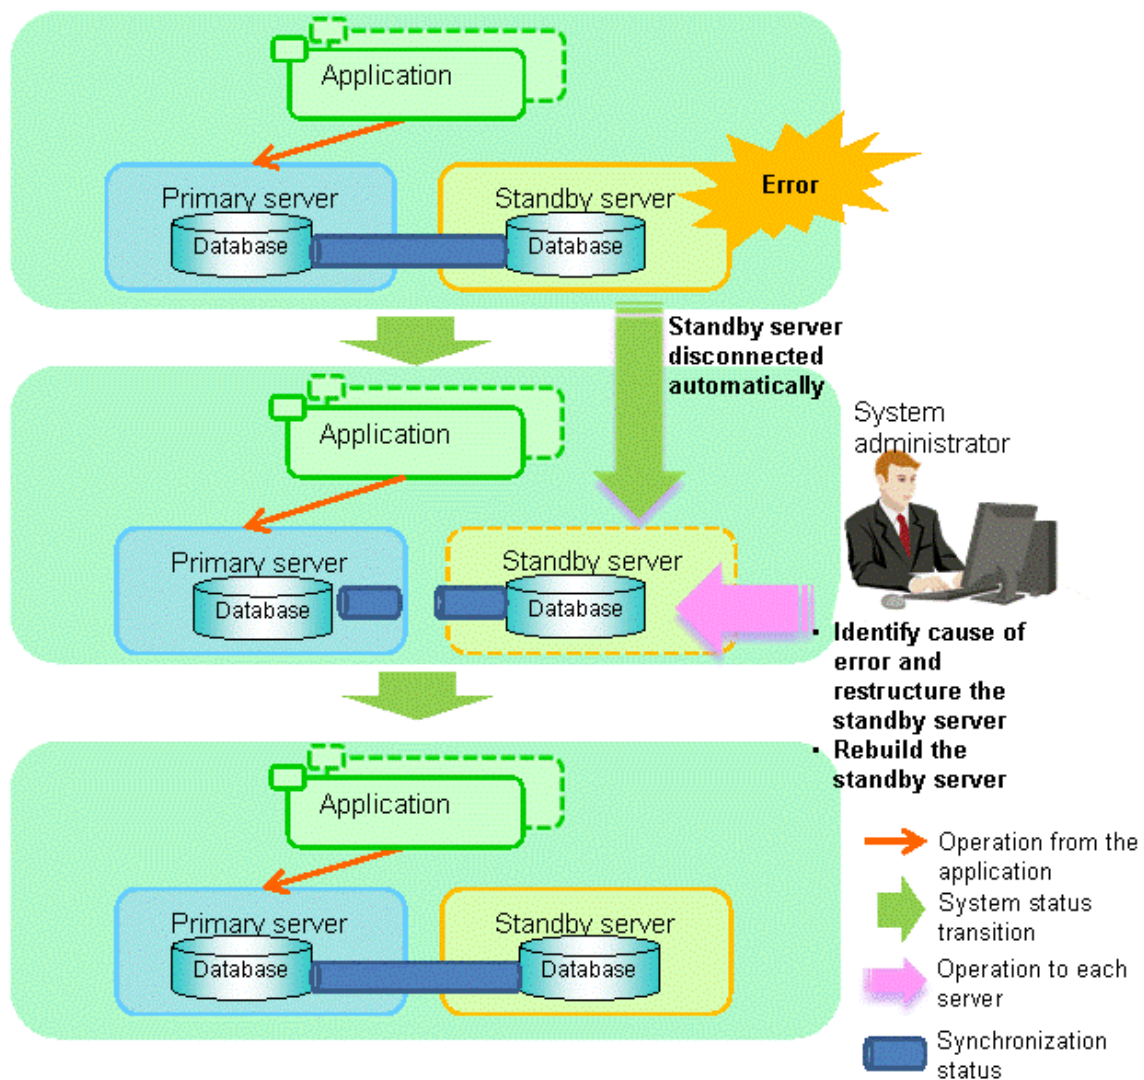 Application
Primary server
Standby server
Error
Database
Database
Standby server
disconnected
automatically
Application
System
administrator
Primary server
Standby server
Database
Database
▪ Identify cause of
error and
restructure the
standby server
▪ Rebuild the
standby server
Application
Primary server
Standby server
Database
Database
Operation from the
application
System status
transition
Operation to each
server
Synchronization
status